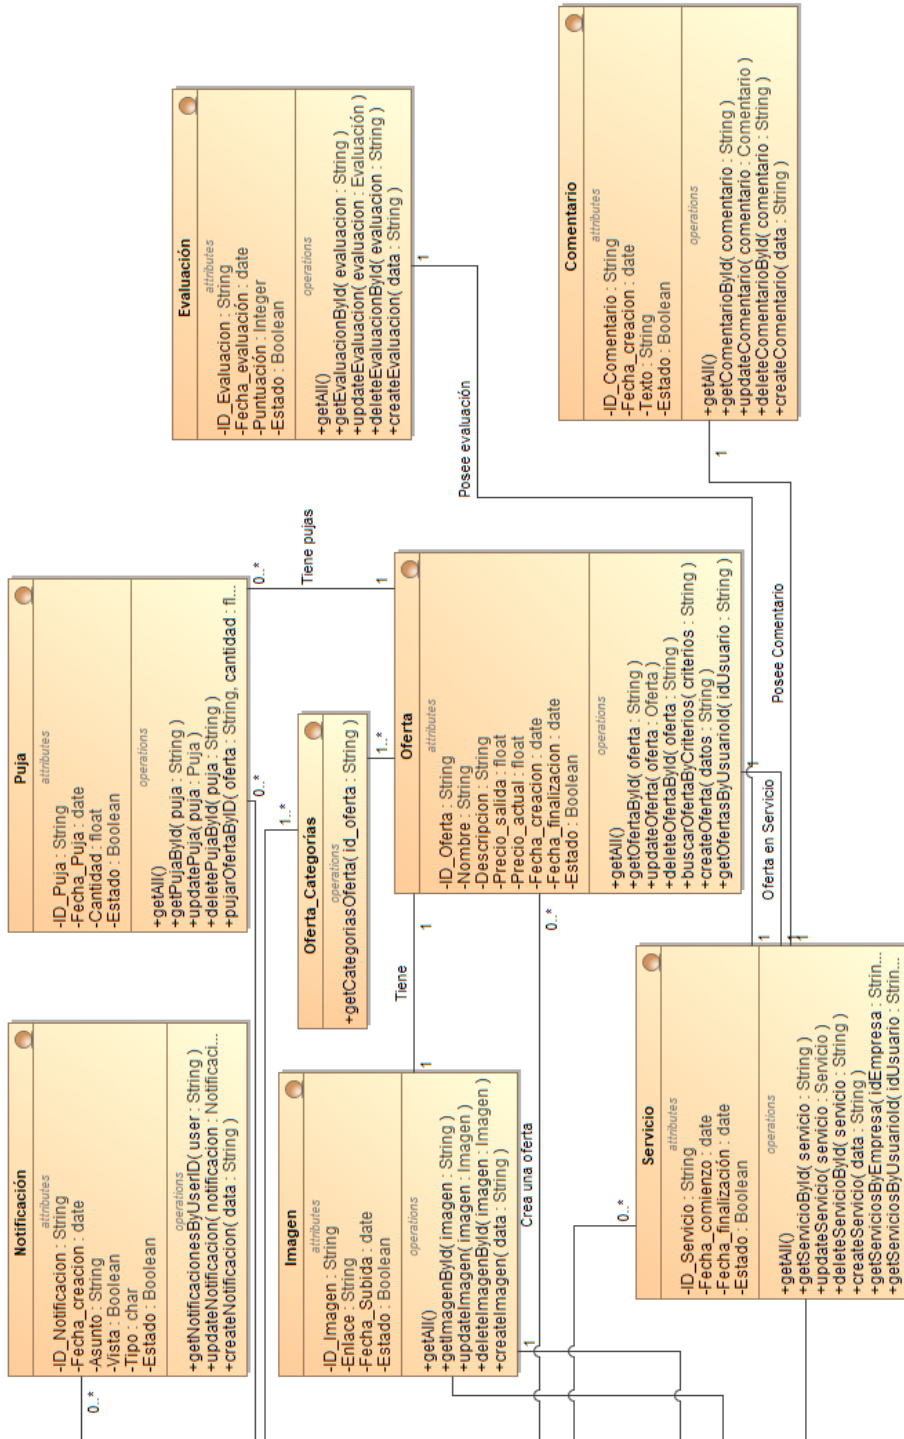 Notificación
attributes
-ID_Notificacion : String
-Fecha_creacion : date
-Asunto : String
-Vista : Boolean
-Tipo : char
-Estado : Boolean
operations
+getNotificacionesByUserID( user : String )
+updateNotificacion( notificacion : Notificaci...
+createNotificacion( data : String )
0..*
Puja
attributes
-ID_Puja : String
-Fecha_Puja : date
-Cantidad : float
-Estado : Boolean
operations
+getAll()
+getPujaById( puja : String )
+updatePuja( puja : Puja )
+deletePujaById( puja : String )
+pujarOfertaByID( oferta : String, cantidad : fl...
0..*
0..*
Tiene pujas
1
Evaluación
attributes
-ID_Evaluacion : String
-Fecha_evaluación : date
-Puntuación : Integer
-Estado : Boolean
operations
+getAll()
+getEvaluacionById( evaluacion : String )
+updateEvaluacion( evaluacion : Evaluación )
+deleteEvaluacionById( evaluacion : String )
+createEvaluacion( data : String )
1
Posee evaluación
Imagen
attributes
-ID_Imagen : String
-Enlace : String
-Fecha_Subida : date
-Estado : Boolean
operations
+getAll()
+getImagenById( imagen : String )
+updateImagen( imagen : Imagen )
+deleteImagenById( imagen : Imagen )
+createImagen( data : String )
1
1
Tiene
1
Crea una oferta
0..*
Oferta_Categorías
operations
+getCategoriasOferta( id_oferta : String )
1..*
1..*
Oferta
attributes
-ID_Oferta : String
-Nombre : String
-Descripcion : String
-Precio_salida : float
-Precio_actual : float
-Fecha_creacion : date
-Fecha_finalizacion : date
-Estado : Boolean
operations
+getAll()
+getOfertaById( oferta : String )
+updateOferta( oferta : Oferta )
+deleteOfertaById( oferta : String )
+buscarOfertaByCriterios( criterios : String )
+createOferta( datos : String )
+getOfertasByUsuarioId( idUsuario : String )
1
Oferta en Servicio
Posee Comentario
1
1
1
Comentario
attributes
-ID_Comentario : String
-Fecha_creacion : date
-Texto : String
-Estado : Boolean
operations
+getAll()
+getComentarioById( comentario : String )
+updateComentario( comentario : Comentario )
+deleteComentarioById( comentario : String )
+createComentario( data : String )
1
Servicio
attributes
-ID_Servicio : String
-Fecha_comienzo : date
-Fecha_finalización : date
-Estado : Boolean
operations
+getAll()
+getServicioById( servicio : String )
+updateServicio( servicio : Servicio )
+deleteServicioById( servicio : String )
+createServicio( data : String )
+getServiciosByEmpresa( idEmpresa : Strin...
+getServiciosByUsuarioId( idUsuario : Strin...
0..*